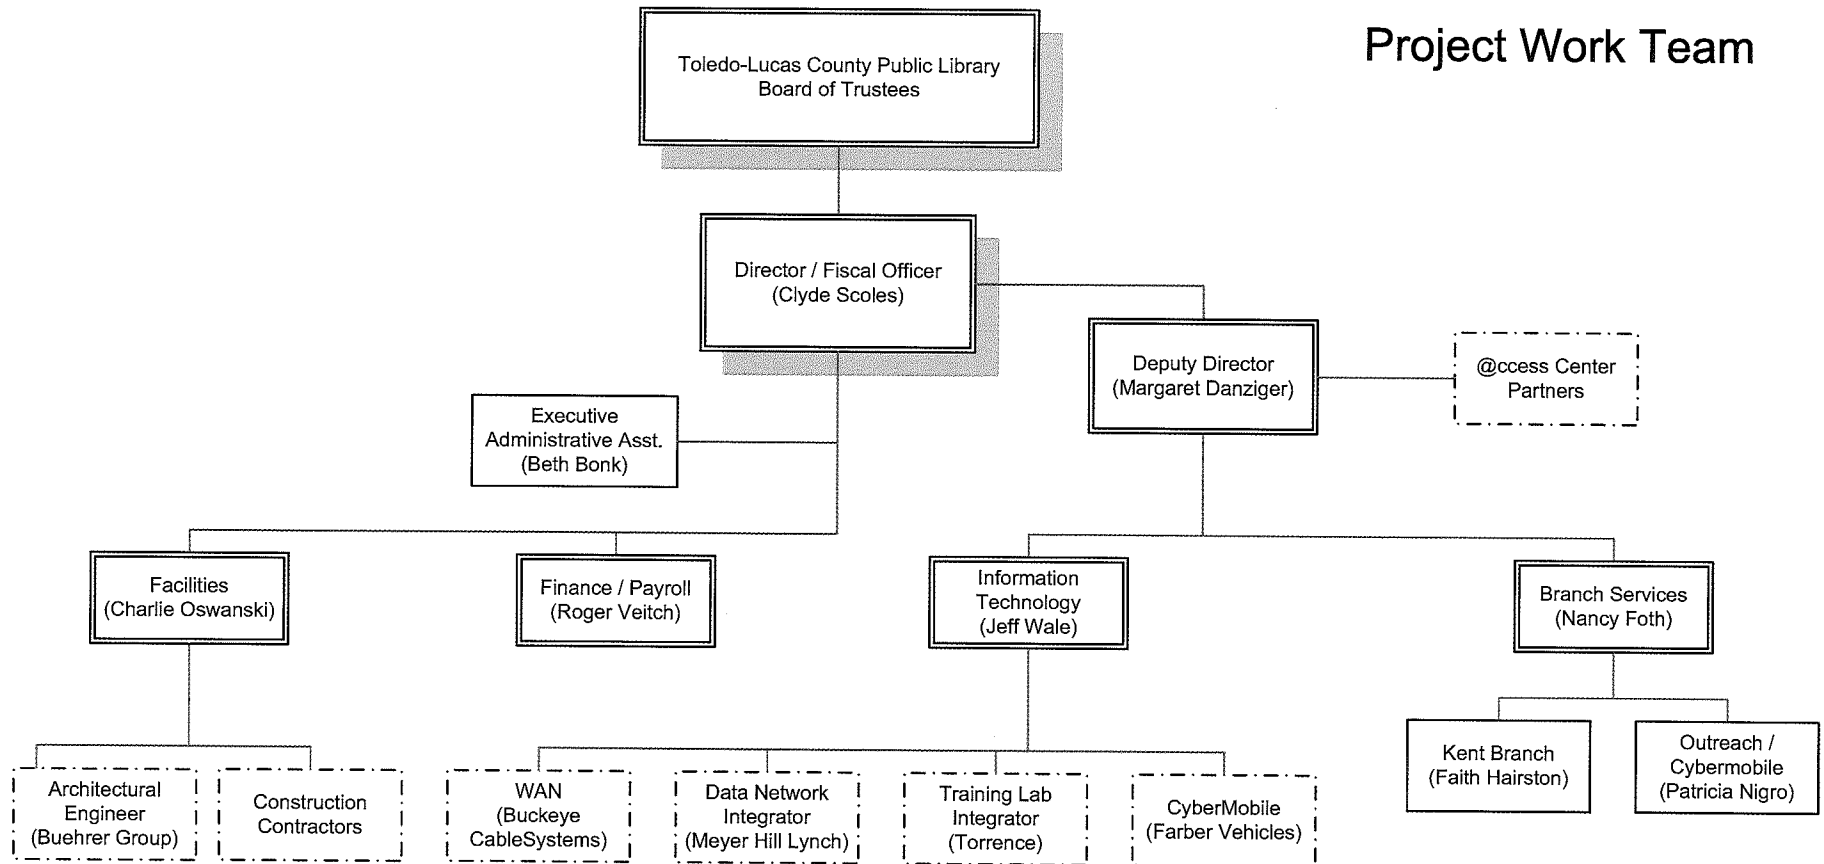 Project Work Team
Toledo-Lucas County Public Library
Board of Trustees
Director / Fiscal Officer
(Clyde Scoles)
Deputy Director
(Margaret Danziger)
@ccess Center
Partners
Executive
Administrative Asst.
(Beth Bonk)
Facilities
(Charlie Oswanski)
Finance / Payroll
(Roger Veitch)
Information
Technology
(Jeff Wale)
Branch Services
(Nancy Foth)
Architectural
Engineer
(Buehrer Group)
Construction
Contractors
WAN
(Buckeye
CableSystems)
Data Network
Integrator
(Meyer Hill Lynch)
Training Lab
Integrator
(Torrence)
CyberMobile
(Farber Vehicles)
Kent Branch
(Faith Hairston)
Outreach /
Cybermobile
(Patricia Nigro)